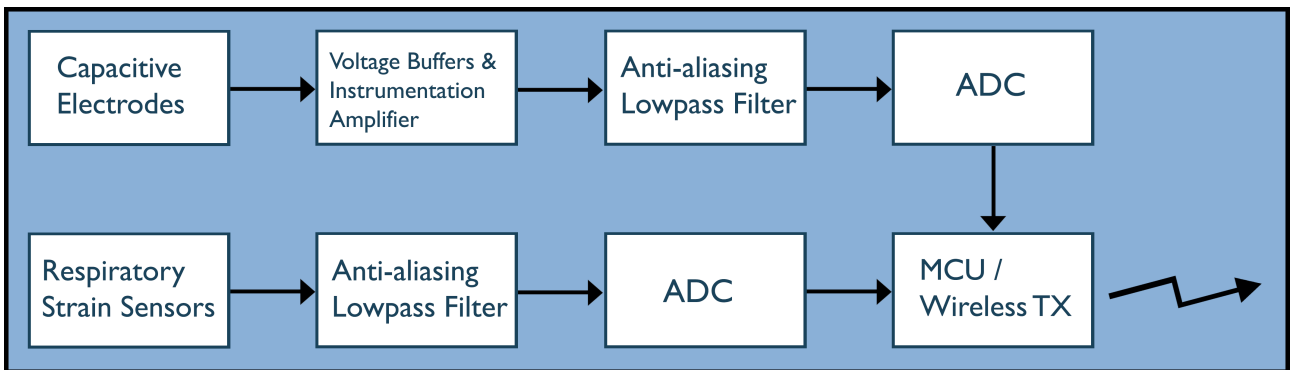 Capacitive
Electrodes
Voltage Buffers &
Instrumentation
Amplifier
Anti-aliasing
Lowpass Filter
ADC
Respiratory
Strain Sensors
Anti-aliasing
Lowpass Filter
ADC
MCU /
Wireless TX